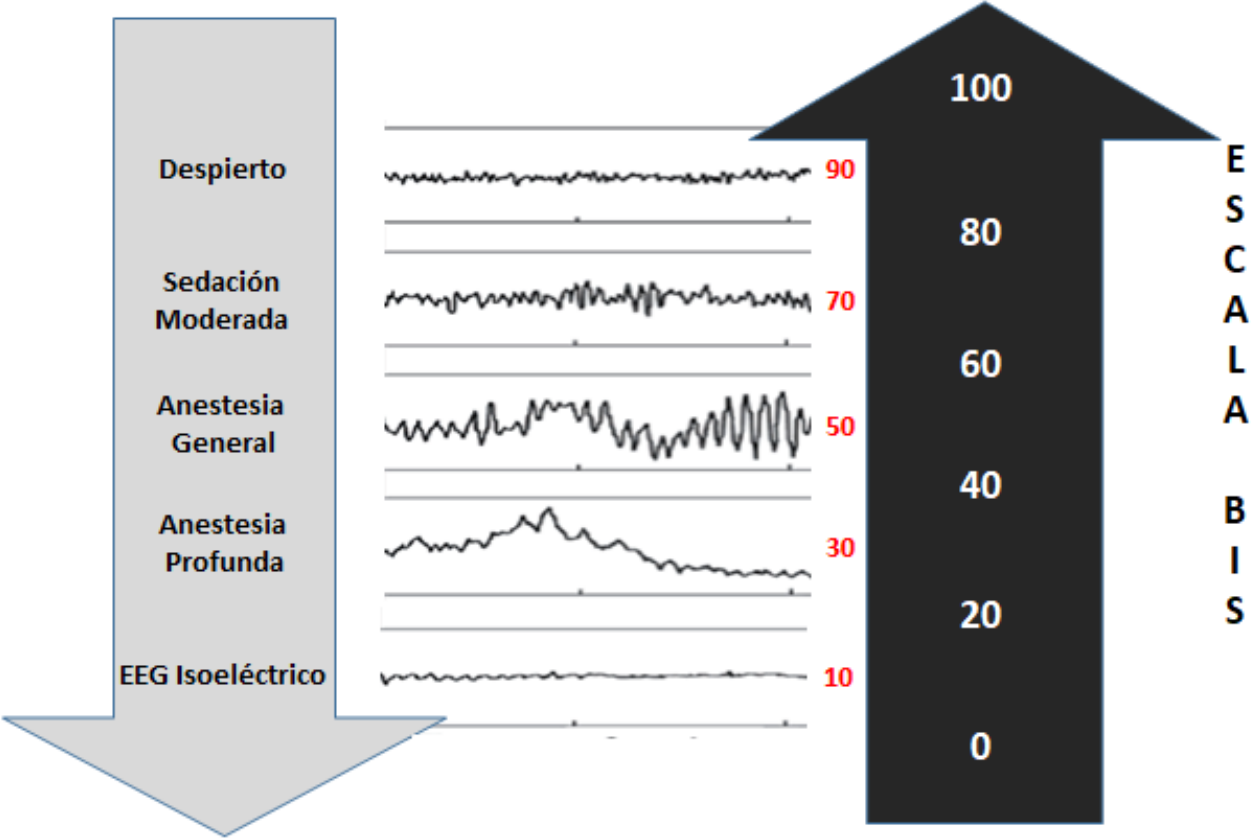 Despierto
Sedación
Moderada
Anestesia
General
Anestesia
Profunda
EEG Isoeléctrico
90
70
50
30
10
100
80
60
40
20
0
E
S
C
A
L
A
B
I
S